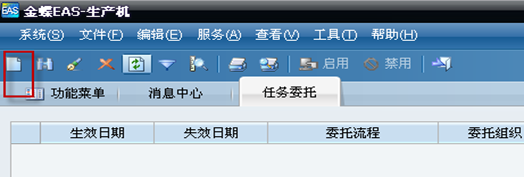 EAS 金蝶EAS-生产机
系统(S) 文件(F) 编辑(E) 服务(A) 查看(V) 工具(T) 帮助(H)
启用 禁用
功能菜单 消息中心 任务委托
生效日期 失效日期 委托流程 委托组织